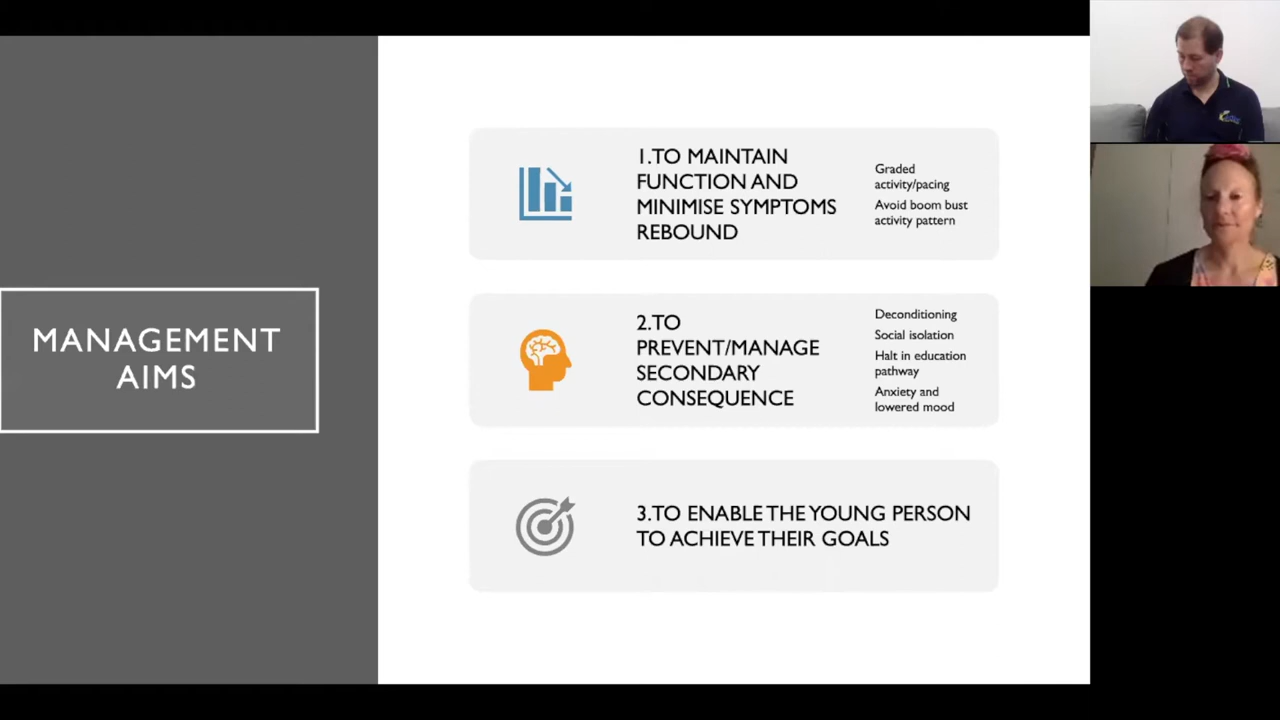 MANAGEMENT
AIMS
1.TO MAINTAIN
FUNCTION AND
MINIMISE SYMPTOMS
REBOUND
Graded
activity/pacing
Avoid boom bust
activity pattern
2.TO
PREVENT/MANAGE
SECONDARY
CONSEQUENCE
Deconditioning
Social isolation
Halt in education
pathway
Anxiety and
lowered mood
3.TO ENABLE THE YOUNG PERSON
TO ACHIEVE THEIR GOALS